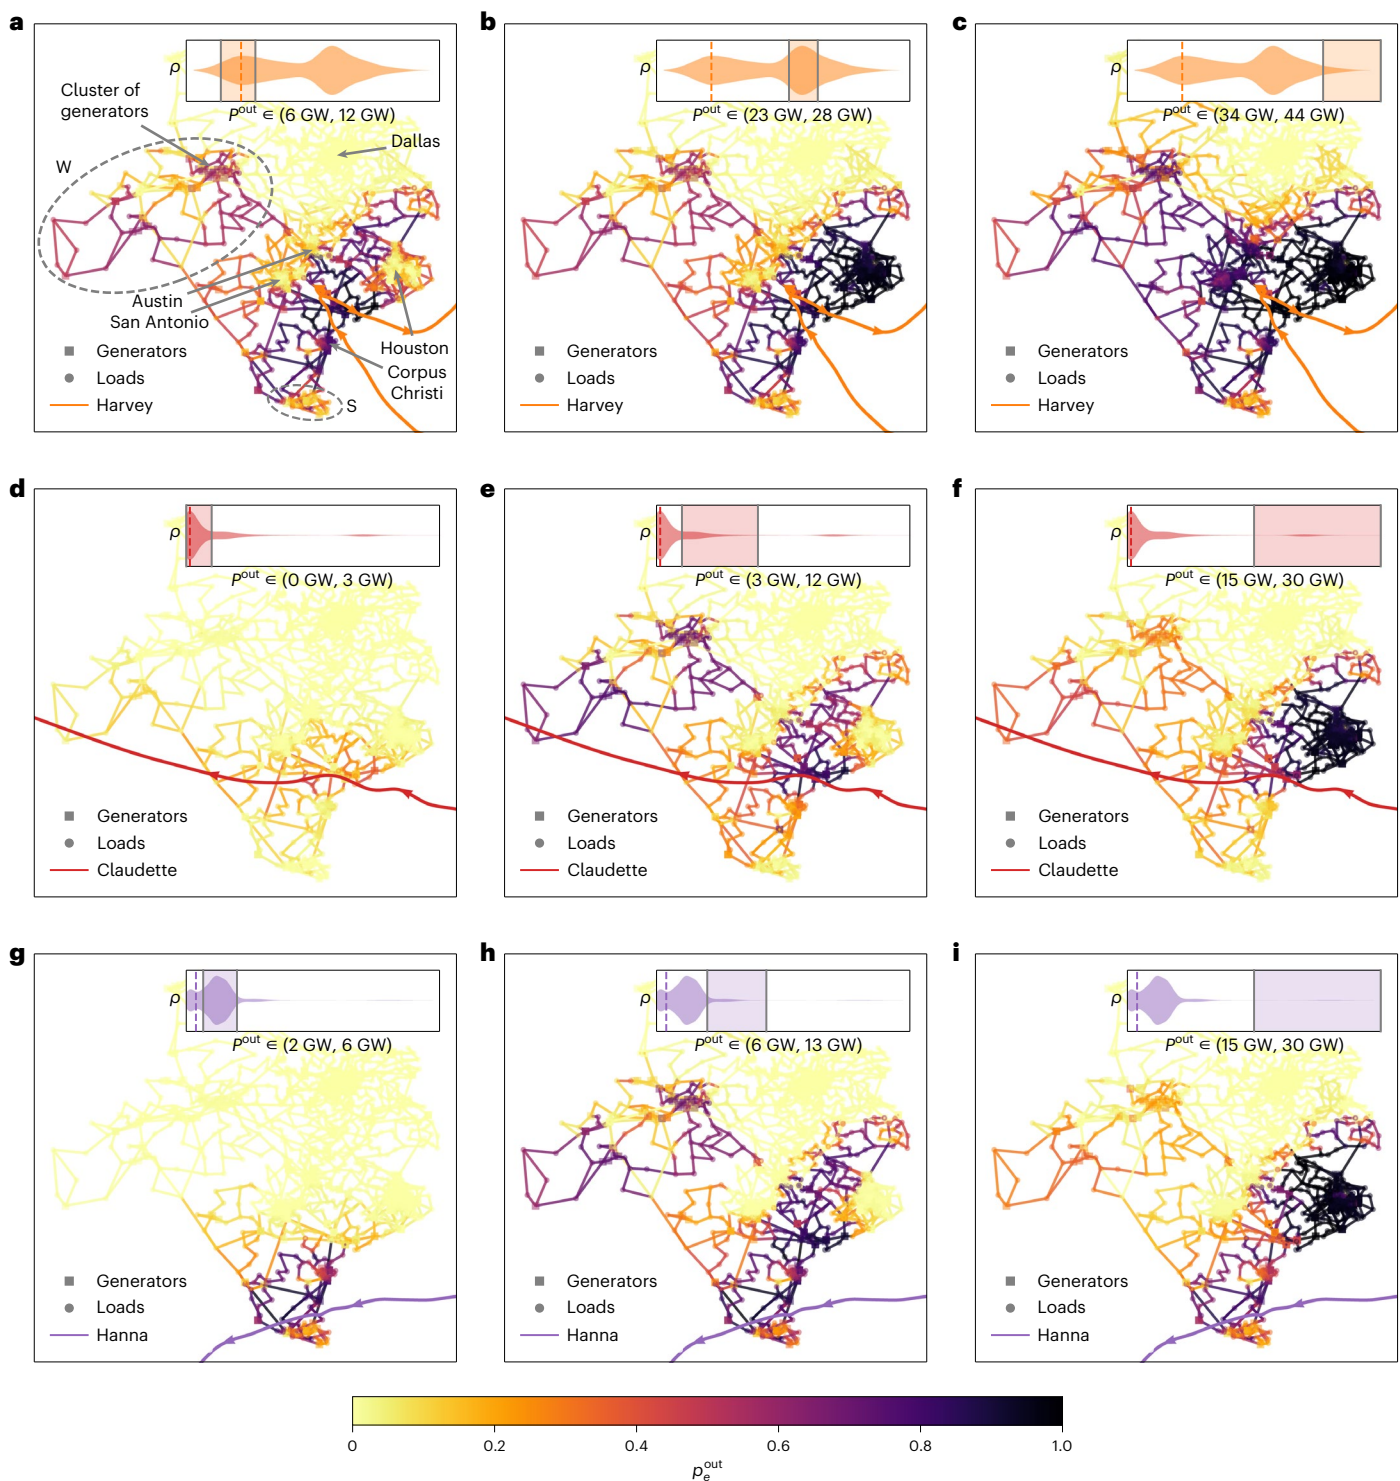 a
ρ
P^out ∈ (6 GW, 12 GW)
Cluster of
generators
W
Dallas
Austin
San Antonio
Houston
Corpus
Christi
S
Generators
Loads
Harvey
b
ρ
P^out ∈ (23 GW, 28 GW)
Generators
Loads
Harvey
c
ρ
P^out ∈ (34 GW, 44 GW)
Generators
Loads
Harvey
d
ρ
P^out ∈ (0 GW, 3 GW)
Generators
Loads
Claudette
e
ρ
P^out ∈ (3 GW, 12 GW)
Generators
Loads
Claudette
f
ρ
P^out ∈ (15 GW, 30 GW)
Generators
Loads
Claudette
g
ρ
P^out ∈ (2 GW, 6 GW)
Generators
Loads
Hanna
h
ρ
P^out ∈ (6 GW, 13 GW)
Generators
Loads
Hanna
i
ρ
P^out ∈ (15 GW, 30 GW)
Generators
Loads
Hanna
0 0.2 0.4 0.6 0.8 1.0
p_e^out